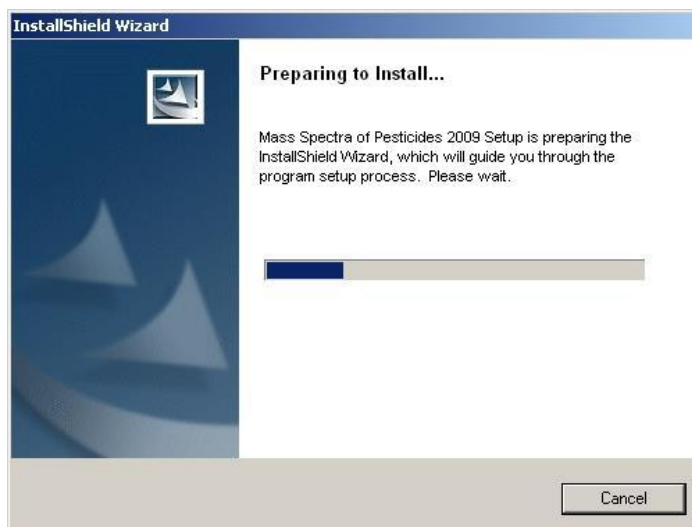 InstallShield Wizard
Preparing to Install...
Mass Spectra of Pesticides 2009 Setup is preparing the
InstallShield Wizard, which will guide you through the
program setup process.  Please wait.
Cancel